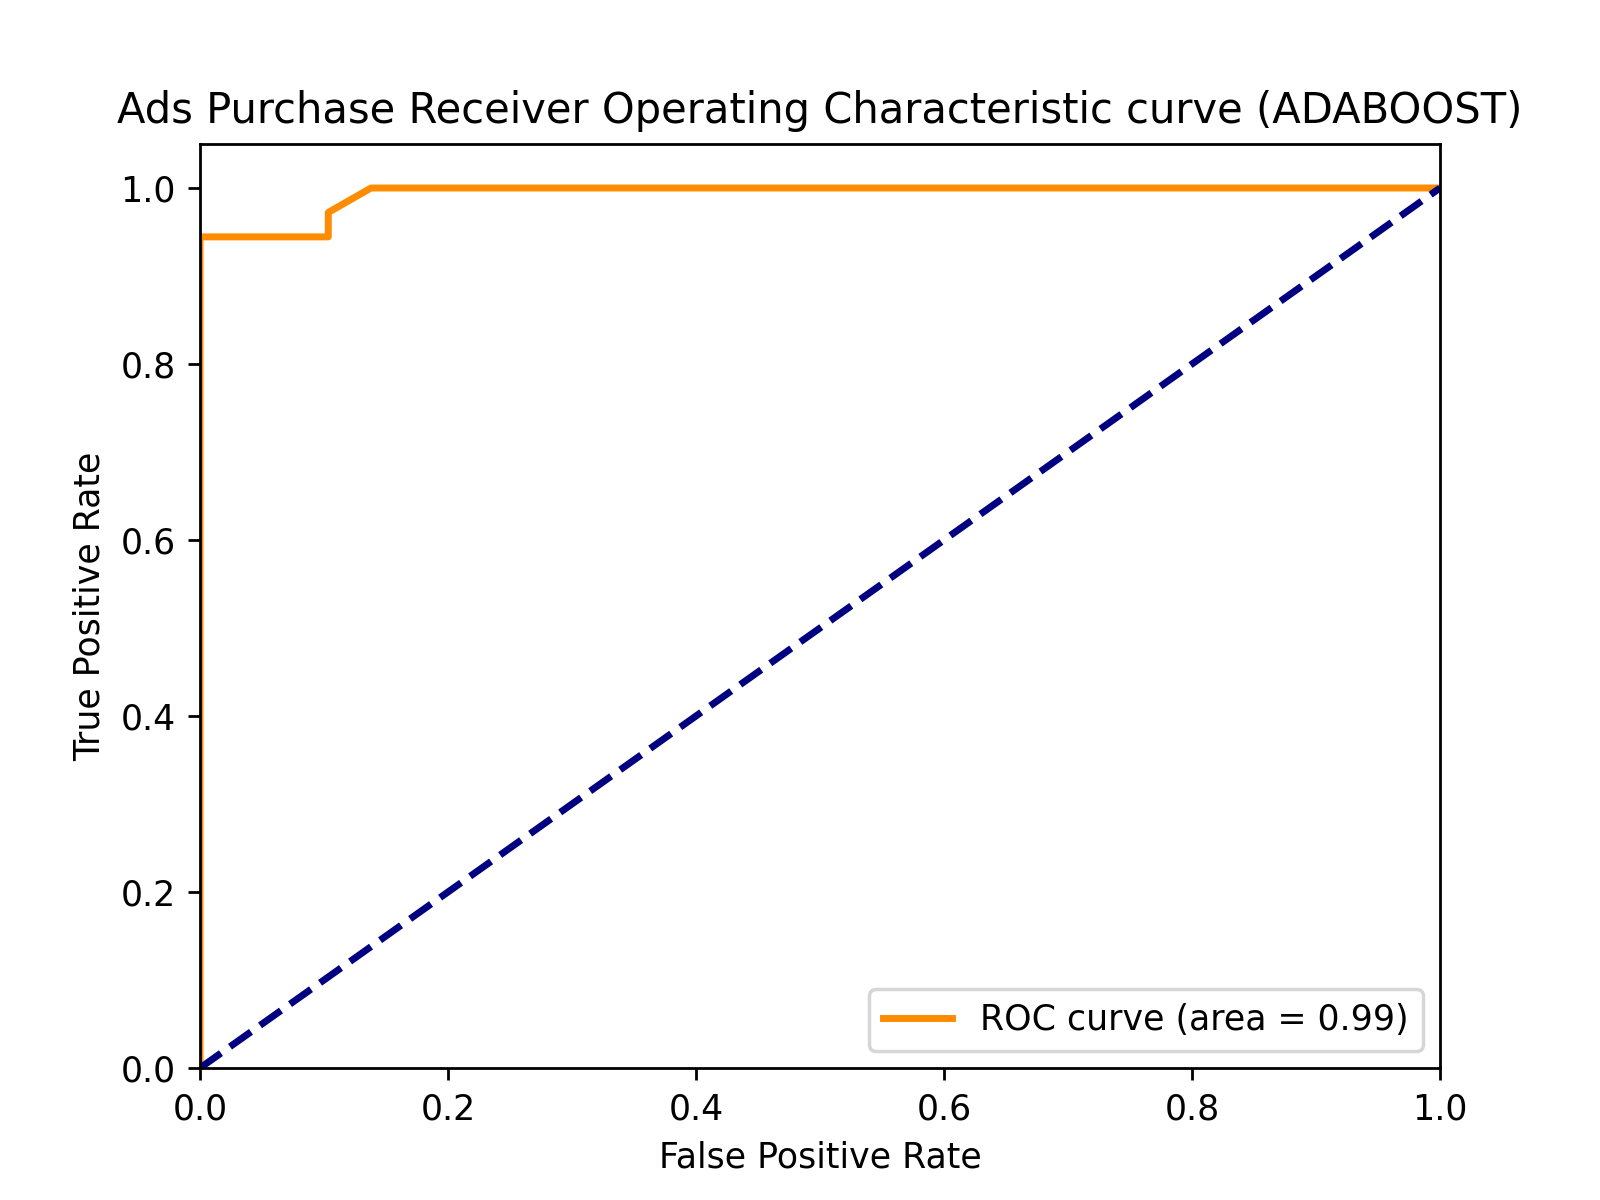 Ads Purchase Receiver Operating Characteristic curve (ADABOOST)
1.0
0.8
0.6
0.4
0.2
0.0
True Positive Rate
ROC curve (area = 0.99)
0.0 0.2 0.4 0.6 0.8 1.0
False Positive Rate